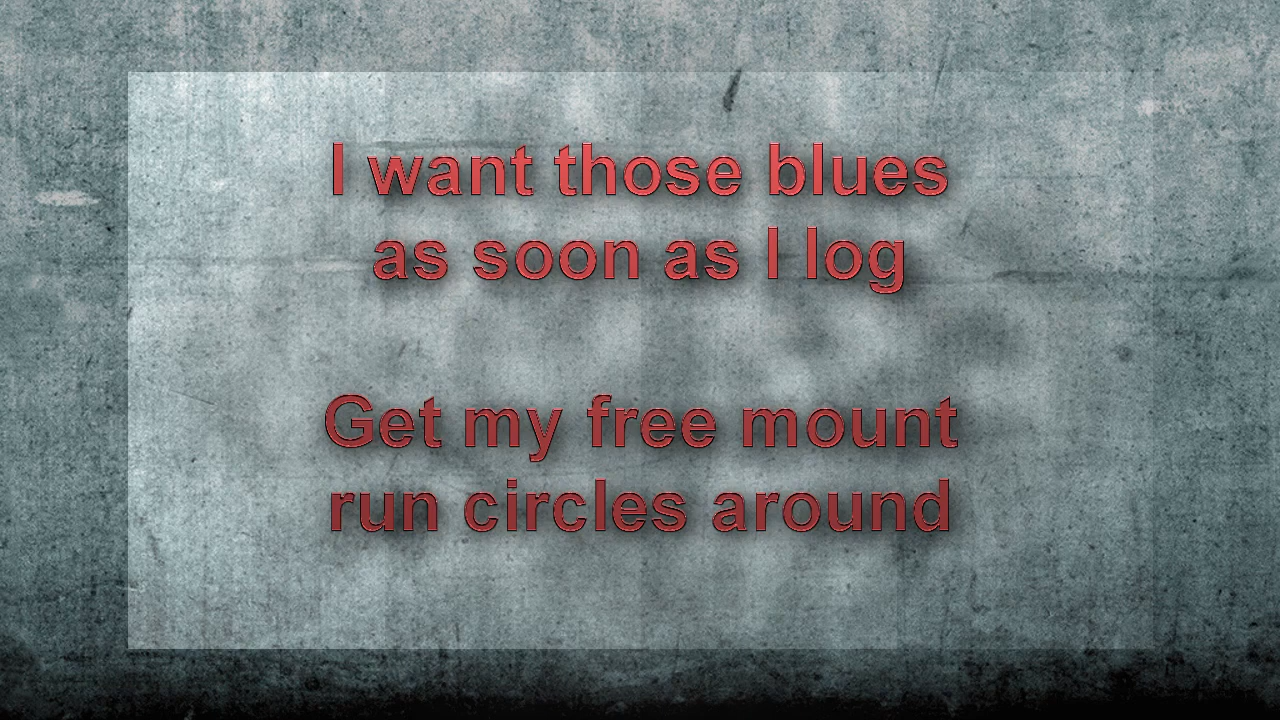 I want those blues
as soon as I log
Get my free mount
run circles around